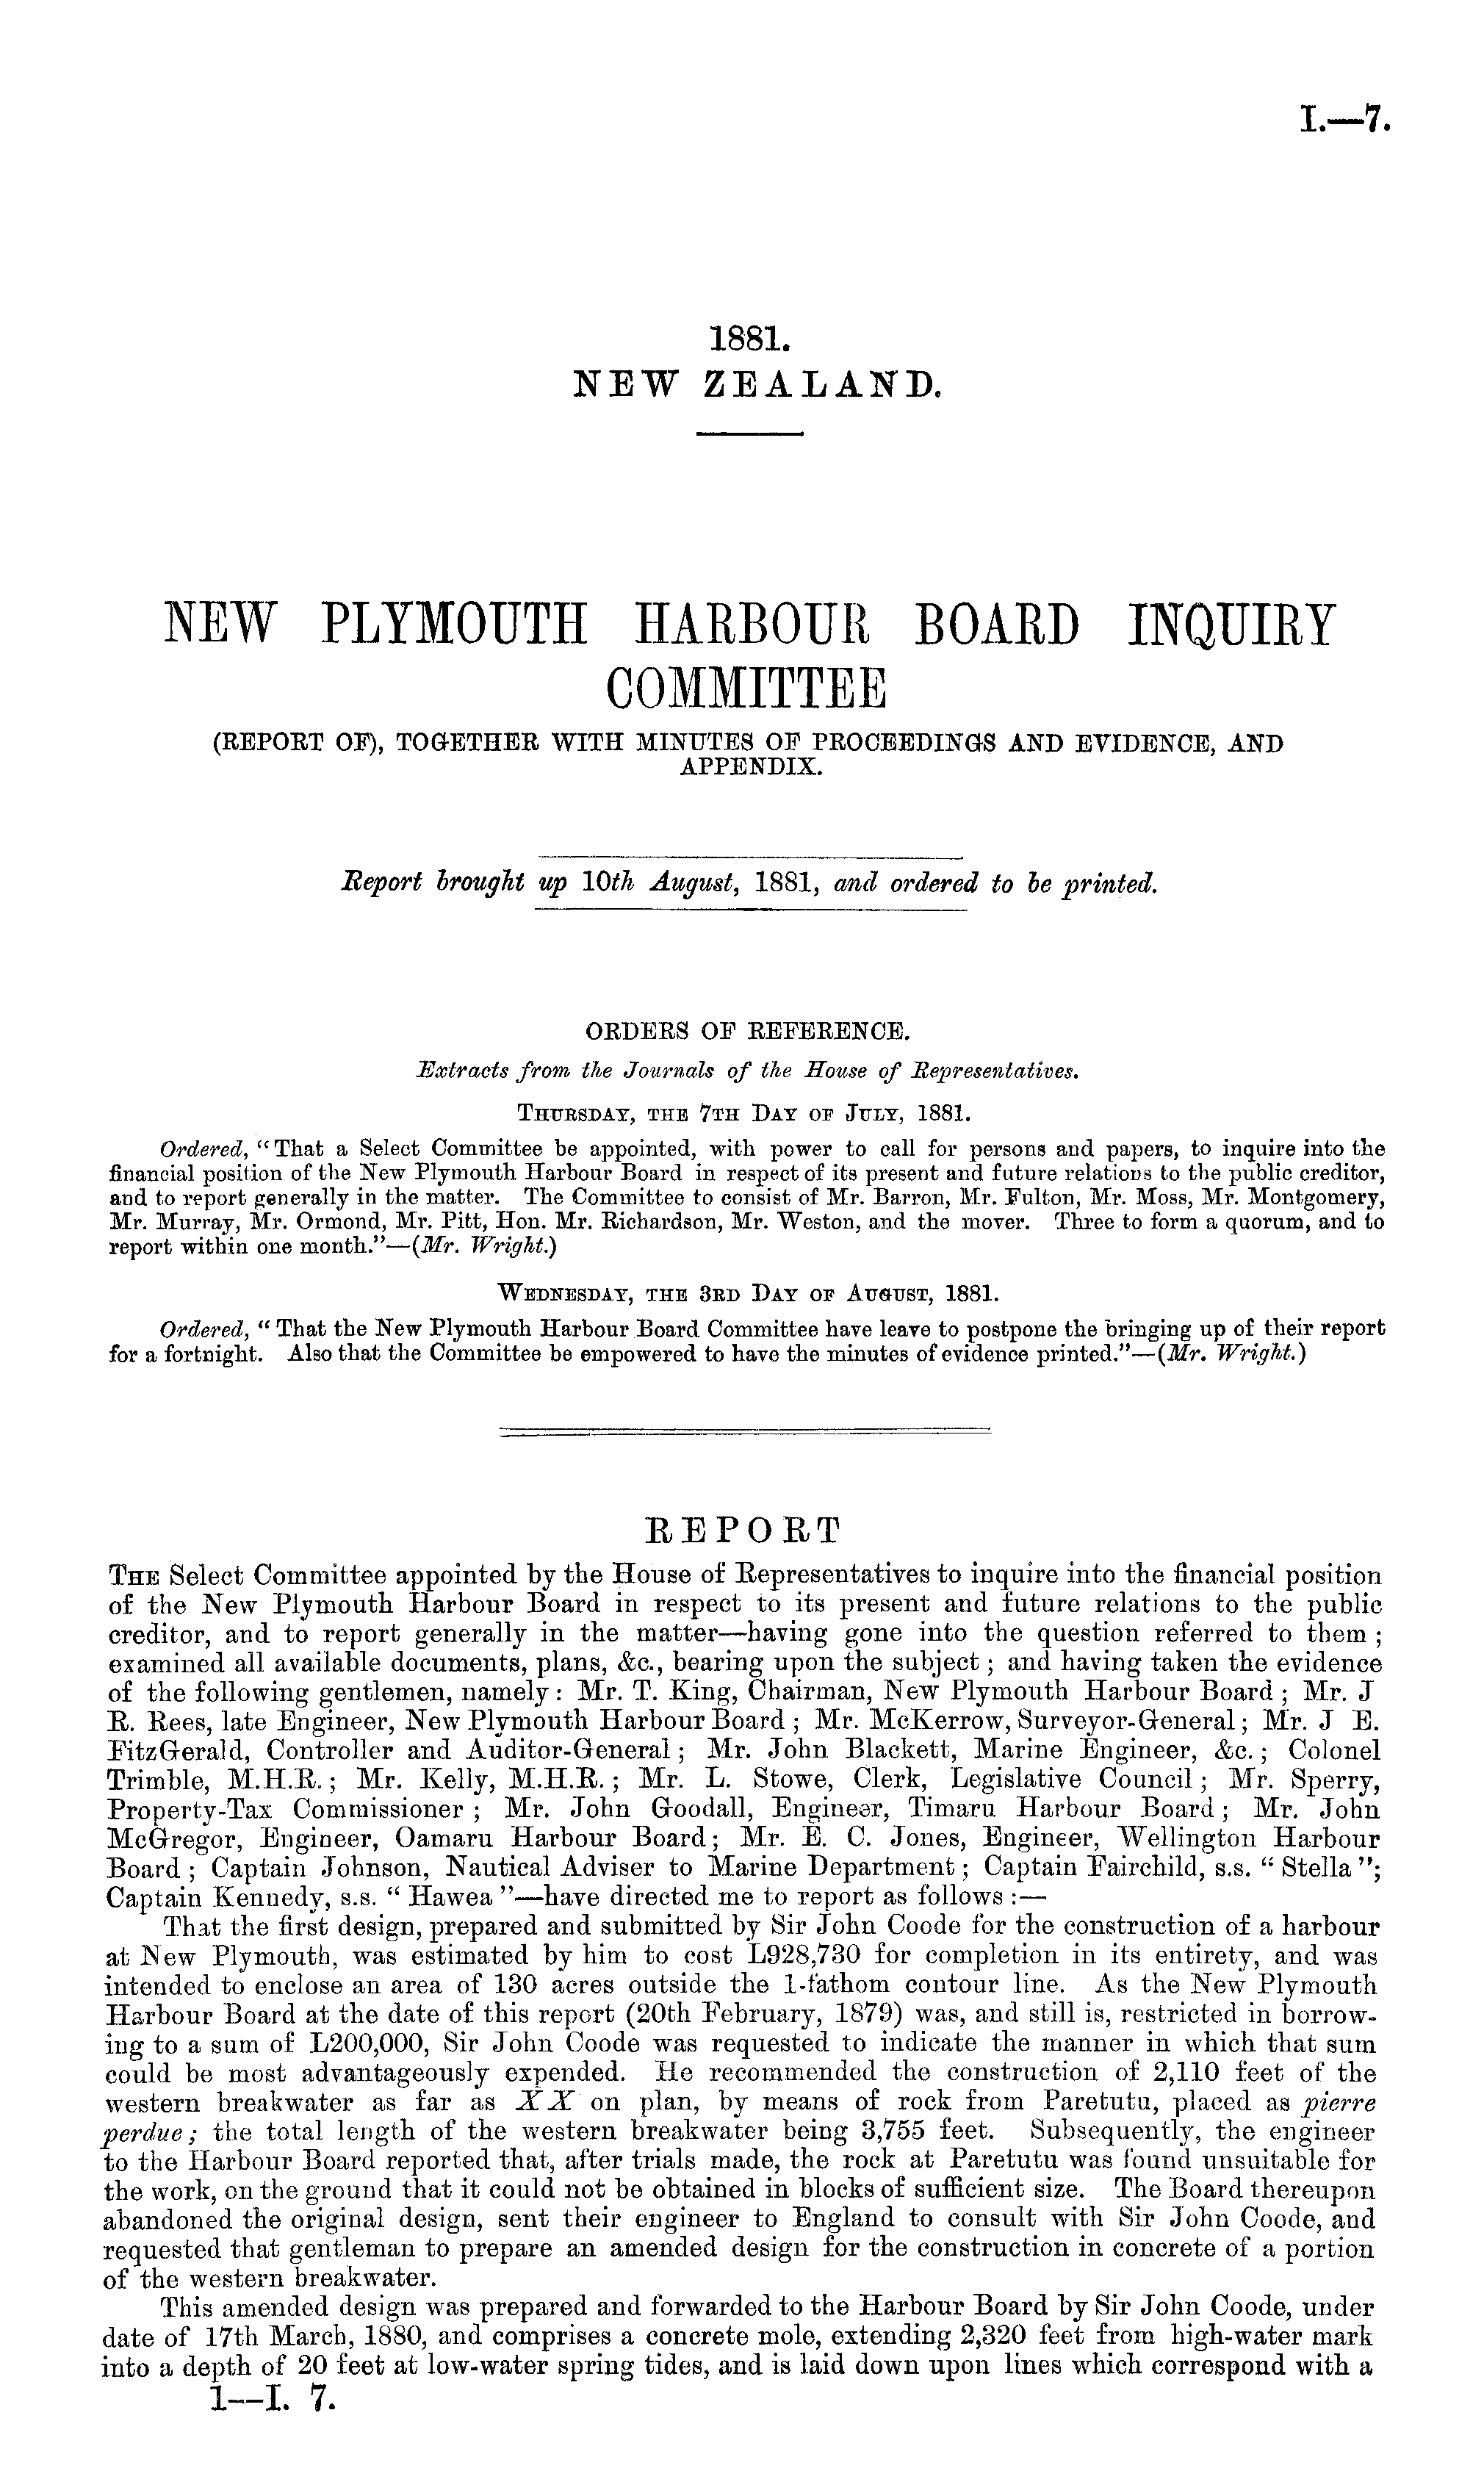 I.—7.
1881.
NEW ZEALAND.
NEW PLYMOUTH HARBOUR BOARD INQUIRY
COMMITTEE
(REPORT OF), TOGETHER WITH MINUTES OF PROCEEDINGS AND EVIDENCE, AND
APPENDIX.
Report brought up 10th August, 1881, and ordered to be printed.
ORDERS OF REFERENCE.
Extracts from the Journals of the House of Representatives.
THURSDAY, THE 7TH DAY OF JULY, 1881.
Ordered, "That a Select Committee be appointed, with power to call for persons and papers, to inquire into the
financial position of the New Plymouth Harbour Board in respect of its present and future relations to the public creditor,
and to report generally in the matter. The Committee to consist of Mr. Barron, Mr. Fulton, Mr. Moss, Mr. Montgomery,
Mr. Murray, Mr. Ormond, Mr. Pitt, Hon. Mr. Richardson, Mr. Weston, and the mover. Three to form a quorum, and to
report within one month."—(Mr. Wright.)
WEDNESDAY, THE 3RD DAY OF AUGUST, 1881.
Ordered, "That the New Plymouth Harbour Board Committee have leave to postpone the bringing up of their report
for a fortnight. Also that the Committee be empowered to have the minutes of evidence printed."—(Mr. Wright.)
REPORT
THE Select Committee appointed by the House of Representatives to inquire into the financial position
of the New Plymouth Harbour Board in respect to its present and future relations to the public
creditor, and to report generally in the matter—having gone into the question referred to them;
examined all available documents, plans, &c., bearing upon the subject; and having taken the evidence
of the following gentlemen, namely: Mr. T. King, Chairman, New Plymouth Harbour Board; Mr. J
R. Rees, late Engineer, New Plymouth Harbour Board; Mr. McKerrow, Surveyor-General; Mr. J E.
FitzGerald, Controller and Auditor-General; Mr. John Blackett, Marine Engineer, &c.; Colonel
Trimble, M.H.R.; Mr. Kelly, M.H.R.; Mr. L. Stowe, Clerk, Legislative Council; Mr. Sperry,
Property-Tax Commissioner; Mr. John Goodall, Engineer, Timaru Harbour Board; Mr. John
McGregor, Engineer, Oamaru Harbour Board; Mr. E. C. Jones, Engineer, Wellington Harbour
Board; Captain Johnson, Nautical Adviser to Marine Department; Captain Fairchild, s.s. "Stella";
Captain Kennedy, s.s. "Hawea"—have directed me to report as follows:—
That the first design, prepared and submitted by Sir John Coode for the construction of a harbour
at New Plymouth, was estimated by him to cost L928,730 for completion in its entirety, and was
intended to enclose an area of 130 acres outside the 1-fathom contour line. As the New Plymouth
Harbour Board at the date of this report (20th February, 1879) was, and still is, restricted in borrow-
ing to a sum of L200,000, Sir John Coode was requested to indicate the manner in which that sum
could be most advantageously expended. He recommended the construction of 2,110 feet of the
western breakwater as far as X X on plan, by means of rock from Paretutu, placed as pierre
perdue; the total length of the western breakwater being 3,755 feet. Subsequently, the engineer
to the Harbour Board reported that, after trials made, the rock at Paretutu was found unsuitable for
the work, on the ground that it could not be obtained in blocks of sufficient size. The Board thereupon
abandoned the original design, sent their engineer to England to consult with Sir John Coode, and
requested that gentleman to prepare an amended design for the construction in concrete of a portion
of the western breakwater.
This amended design was prepared and forwarded to the Harbour Board by Sir John Coode, under
date of 17th March, 1880, and comprises a concrete mole, extending 2,320 feet from high-water mark
into a depth of 20 feet at low-water spring tides, and is laid down upon lines which correspond with a
1—I. 7.